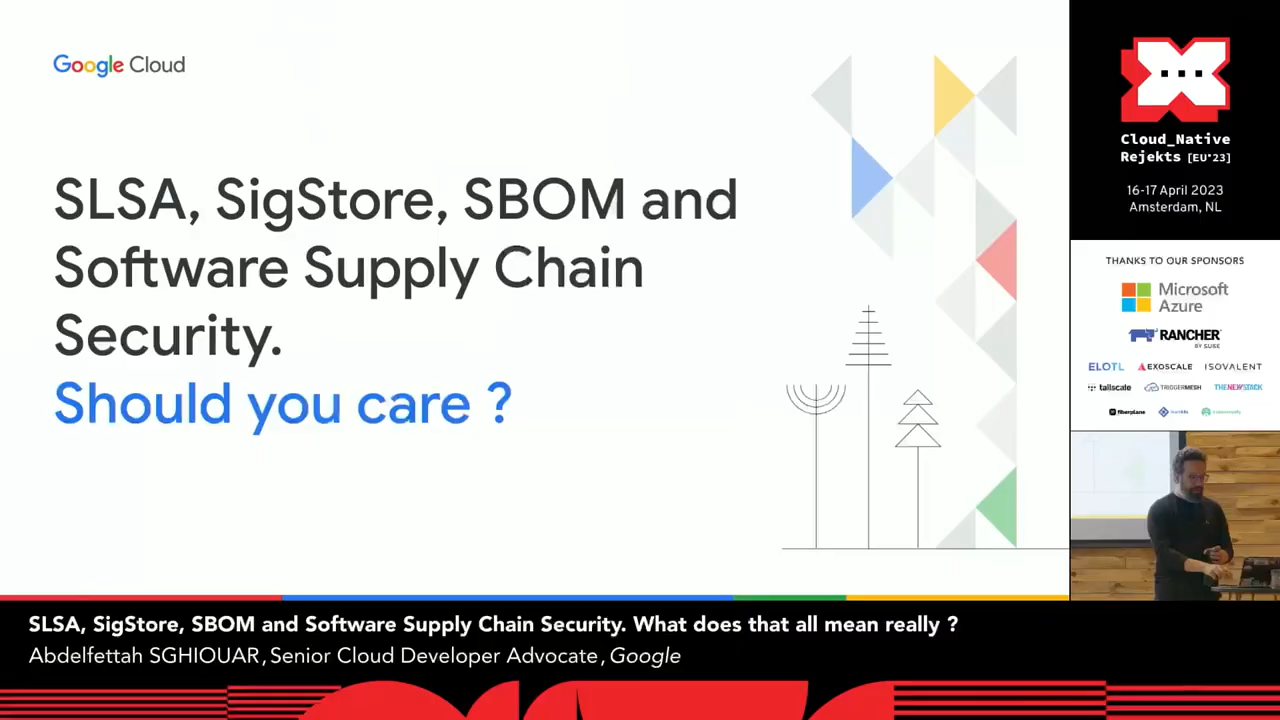 Google Cloud
SLSA, SigStore, SBOM and
Software Supply Chain
Security.
Should you care ?
Cloud_Native
Rejekts [EU'23]
16-17 April 2023
Amsterdam, NL
THANKS TO OUR SPONSORS
Microsoft
Azure
RANCHER
BY SUSE
ELOTL EXOSCALE ISOVALENT
tailscale TRIGGERMESH THENEWSTACK
fiberplane
SLSA, SigStore, SBOM and Software Supply Chain Security. What does that all mean really ?
Abdelfettah SGHIOUAR, Senior Cloud Developer Advocate, Google